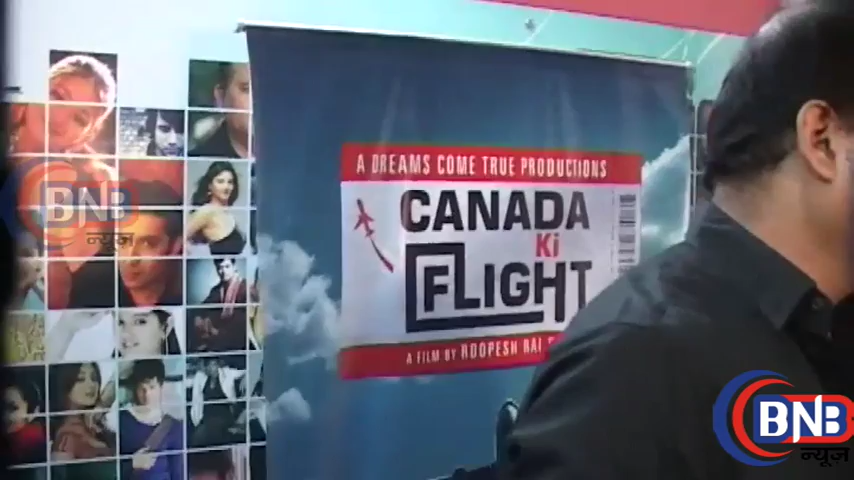 A DREAMS COME TRUE PRODUCTIONS
CANADA
Ki
FLIGHT
A FILM BY ROOPESH RAI
BNB
न्यूज़
BNB
न्यूज़